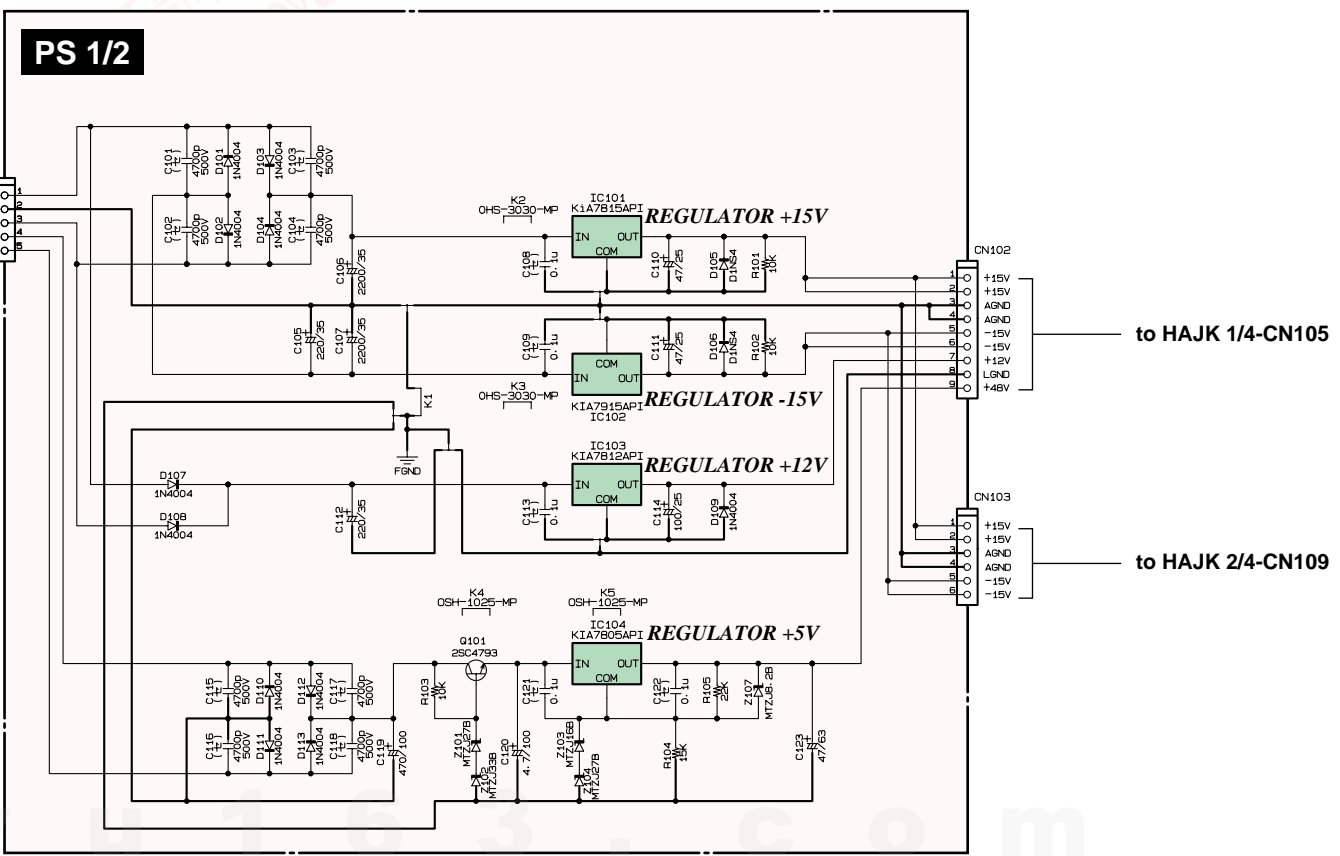 PS 1/2
C101
(ㄷ)
4700p
500V
D101
1N4004
D103
1N4004
C103
4700p
500V
C102
4700p
500V
D102
1N4004
D104
1N4004
C104
4700p
500V
1
2
3
4
5
K2
OHS-3030-MP
IC101
KiA7815API
REGULATOR +15V
IN
OUT
COM
C106
2200/35
C108
0.1u
C110
47/25
D105
D1NS4
R101
10K
C105
220/35
C107
2200/35
C109
0.1u
C111
47/25
D106
D1NS4
R102
10K
COM
IN
OUT
K3
OHS-3030-MP
KIA7915API
IC102
REGULATOR -15V
K1
FGND
CN102
1 +15V
2 +15V
3 AGND
4 AGND
5 -15V
6 -15V
7 +12V
8 LGND
9 +48V
to HAJK 1/4-CN105
D107
1N4004
D108
1N4004
C112
220/35
IC103
KIA7812API
REGULATOR +12V
IN
OUT
COM
C113
0.1u
C114
100/25
D109
1N4004
CN103
1 +15V
2 +15V
3 AGND
4 AGND
5 -15V
6 -15V
to HAJK 2/4-CN109
K4
OSH-1025-MP
K5
OSH-1025-MP
Q101
2SC4793
IC104
KIA7805API
REGULATOR +5V
IN
OUT
COM
C115
4700p
500V
D110
1N4004
D112
1N4004
C117
4700p
500V
C116
4700p
500V
D111
1N4004
D113
1N4004
C118
4700p
500V
C119
470/100
R103
10K
Z101
MTZJ27B
Z102
MTZJ33B
C120
4.7/100
C121
0.1u
Z103
MTZJ16B
Z104
MTZJ27B
C122
0.1u
R105
22K
Z107
MTZJ8.2B
R104
15K
C123
47/63
u163.com